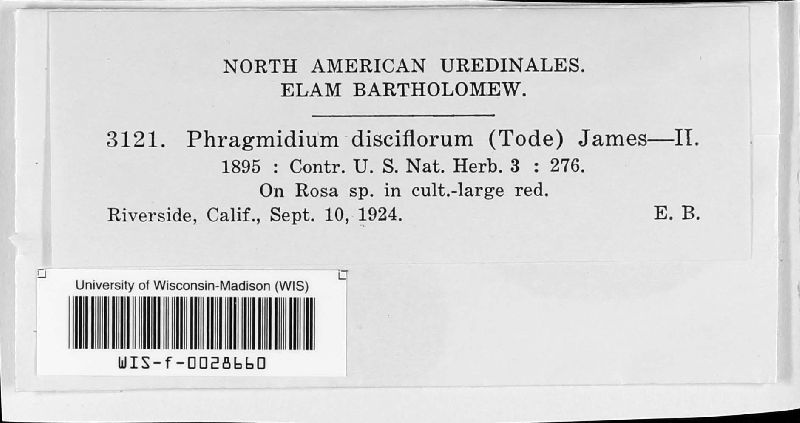 NORTH AMERICAN UREDINALES.
ELAM BARTHOLOMEW.
3121. Phragmidium disciflorum (Tode) James—II.
1895 : Contr. U. S. Nat. Herb. 3 : 276.
On Rosa sp. in cult.-large red.
Riverside, Calif., Sept. 10, 1924. E. B.
University of Wisconsin-Madison (WIS)
WIS-f-0028660